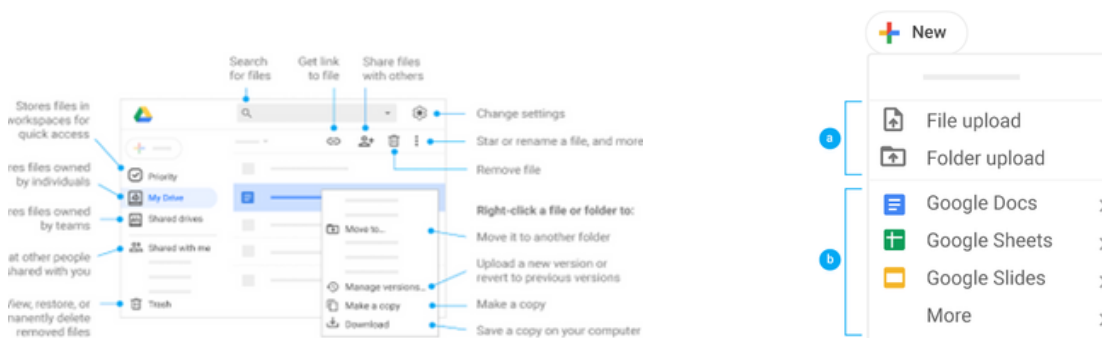 Search
for files
Get link
to file
Share files
with others
Stores files in
workspaces for
quick access
files owned
by individuals
files owned
by teams
at other people
shared with you
View, restore, or
delete
removed files
Priority
My Drive
Shared drives
Shared with me
Trash
Change settings
Star or rename a file, and more
Remove file
Right-click a file or folder to:
Move it to another folder
Upload a new version or
revert to previous versions
Make a copy
Save a copy on your computer
Move to...
Manage versions...
Make a copy
Download
New
a
File upload
Folder upload
b
Google Docs
Google Sheets
Google Slides
More